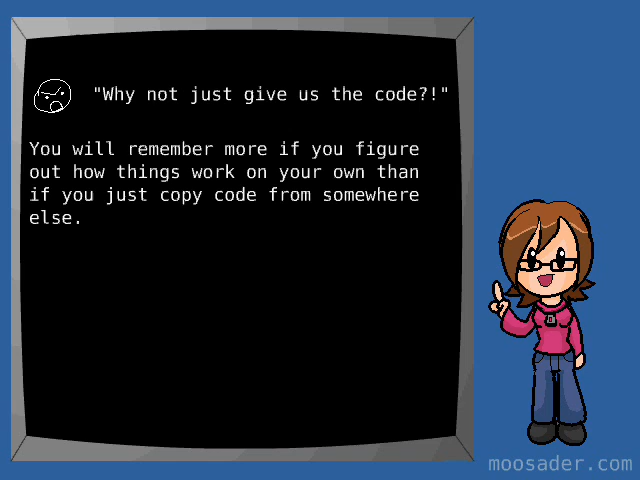 "Why not just give us the code?!"
You will remember more if you figure
out how things work on your own than
if you just copy code from somewhere
else.
moosader.com